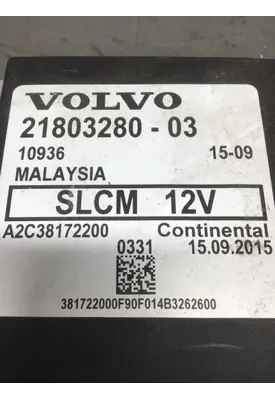 VOLVO
21803280 - 03
10936 15-09
MALAYSIA
SLCM 12V
A2C38172200 Continental
0331 15.09.2015
381722000F90F014B3262600